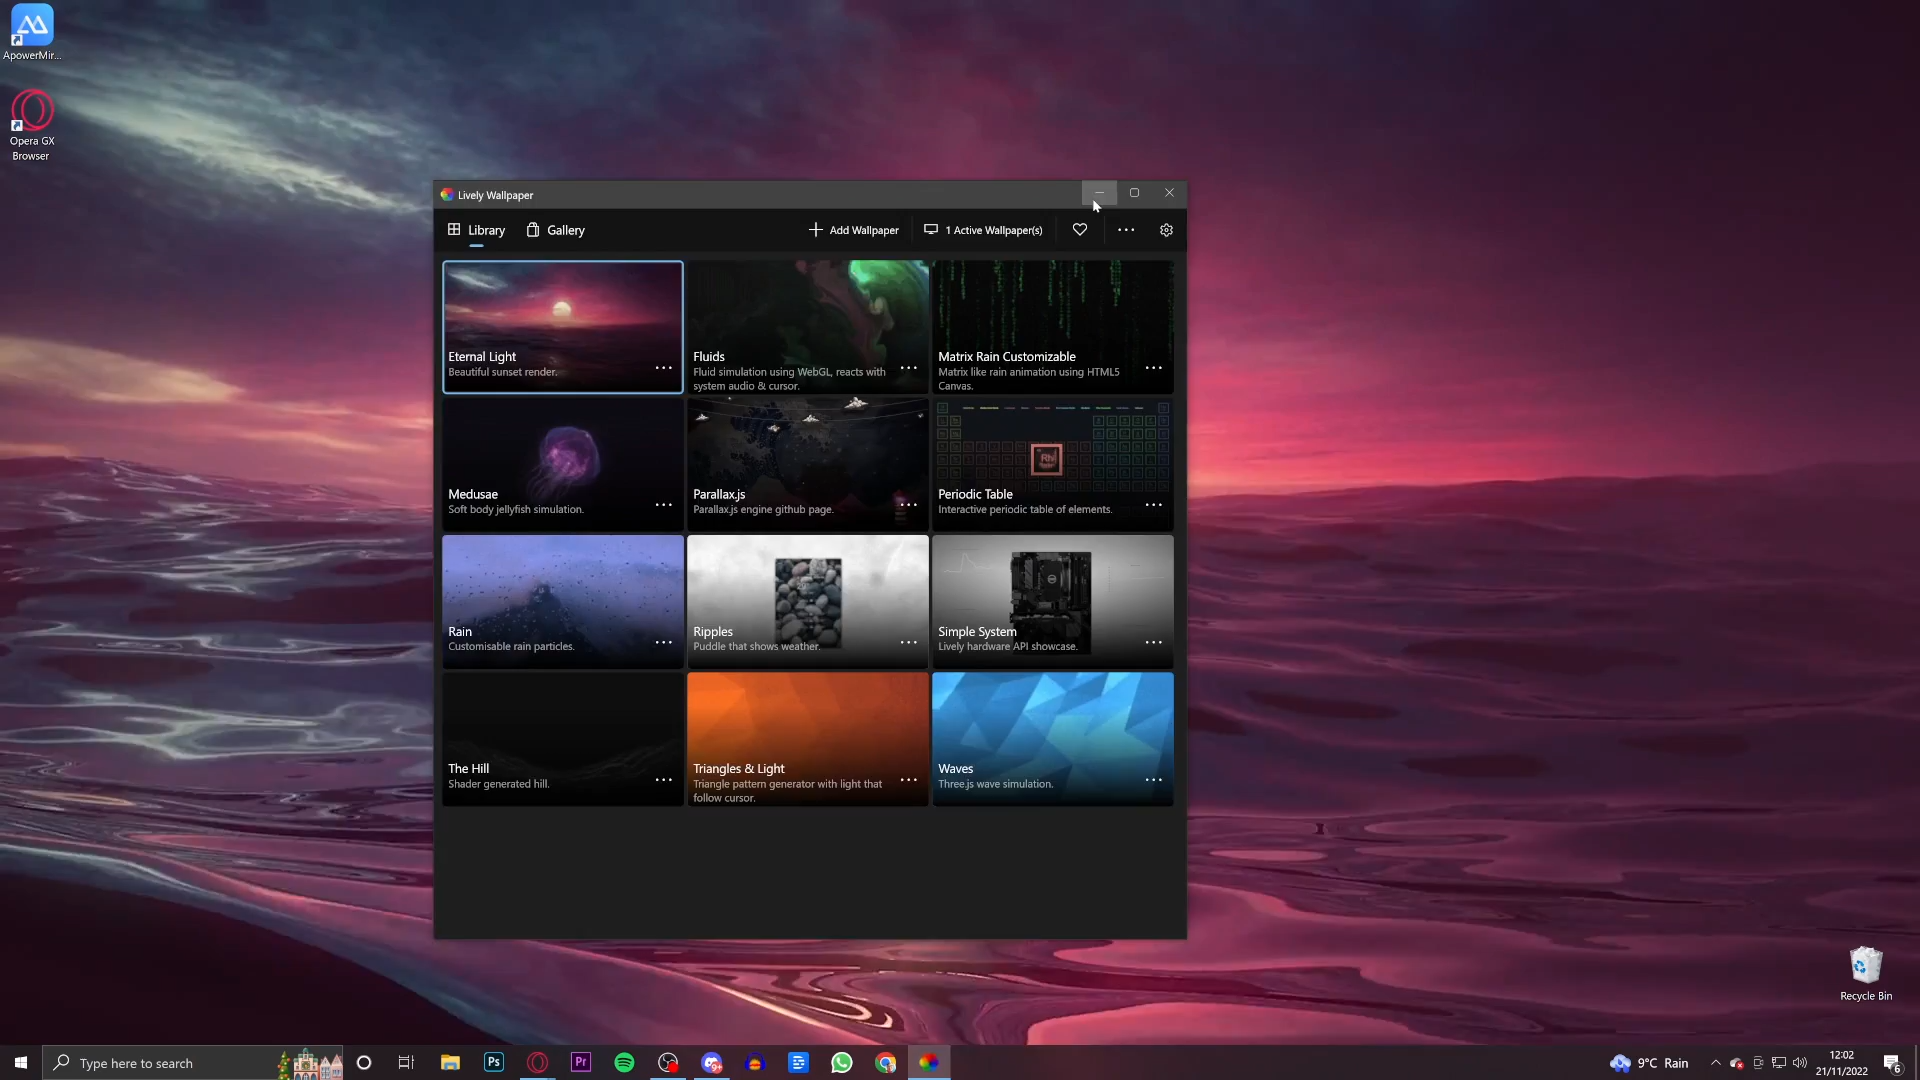 ApowerMir...
Opera GX
Browser
Lively Wallpaper
Library
Gallery
Add Wallpaper
1 Active Wallpaper(s)
Eternal Light
Beautiful sunset render.
Fluids
Fluid simulation using WebGL, reacts with
system audio & cursor.
Matrix Rain Customizable
Matrix like rain animation using HTML5
Canvas.
Medusae
Soft body jellyfish simulation.
Parallax.js
Parallax.js engine github page.
Periodic Table
Interactive periodic table of elements.
Rh
Rain
Customisable rain particles.
Ripples
Puddle that shows weather.
Simple System
Lively hardware API showcase.
The Hill
Shader generated hill.
Triangles & Light
Triangle pattern generator with light that
follow cursor.
Waves
Three.js wave simulation.
Recycle Bin
Type here to search
Ps
Pr
9+
9°C Rain
12:02
21/11/2022
6